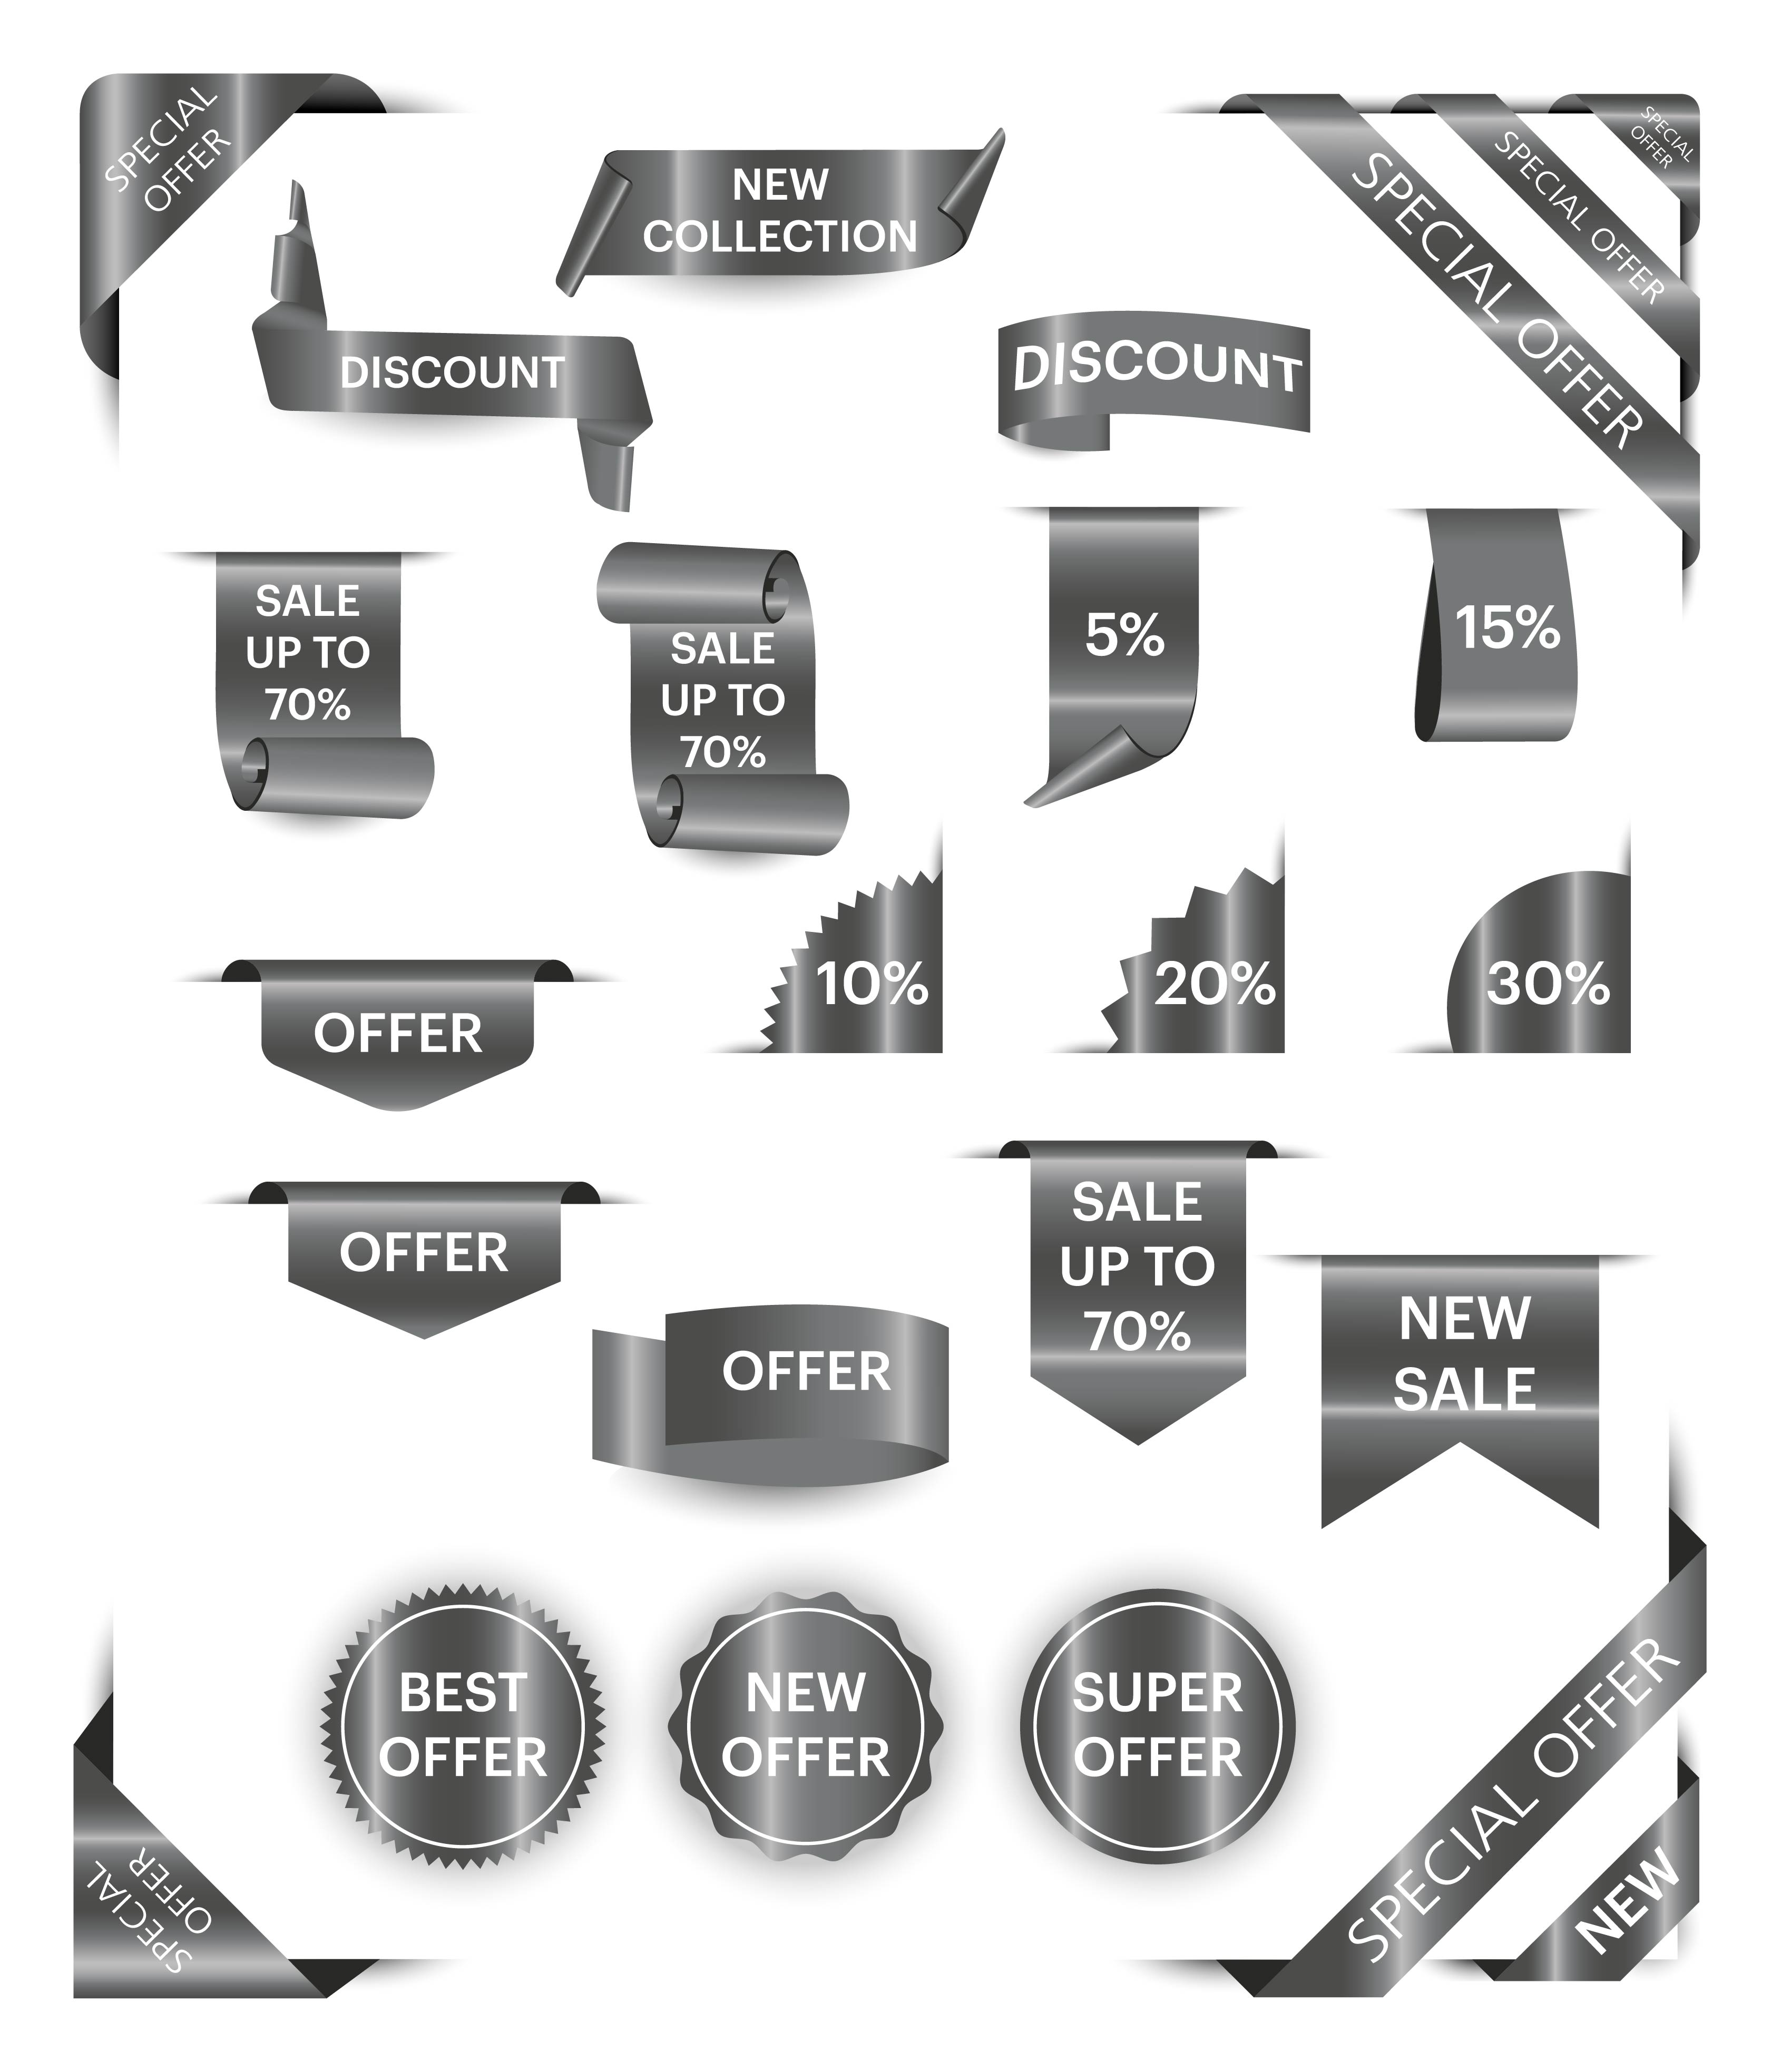 SPECIAL
OFFER
NEW
COLLECTION
SPECIAL OFFER
SPECIAL OFFER
SPECIAL
OFFER
DISCOUNT
DISCOUNT
SALE
UP TO
70%
SALE
UP TO
70%
5%
15%
10%
20%
30%
OFFER
OFFER
OFFER
SALE
UP TO
70%
NEW
SALE
BEST
OFFER
NEW
OFFER
SUPER
OFFER
SPECIAL
OFFER
SPECIAL OFFER
NEW